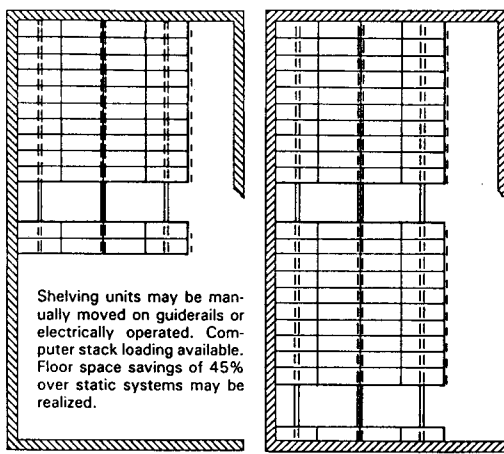 Shelving units may be man-
ually moved on guiderails or
electrically operated. Com-
puter stack loading available.
Floor space savings of 45%
over static systems may be
realized.